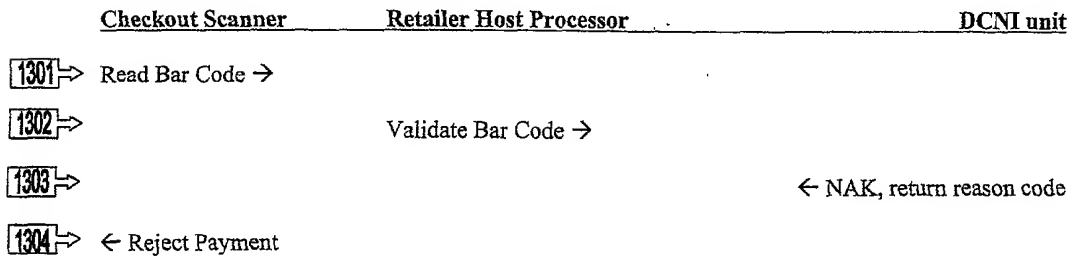 Checkout Scanner Retailer Host Processor DCNI unit
1301 Read Bar Code →
1302 Validate Bar Code →
1303 ← NAK, return reason code
1304 ← Reject Payment